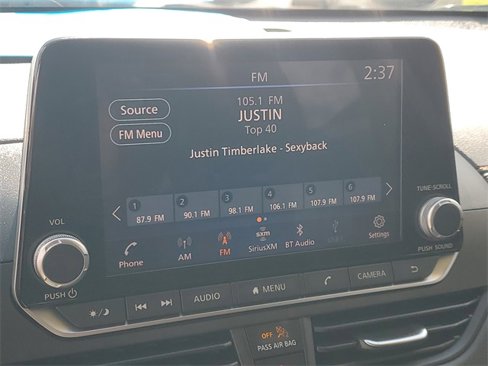 FM
2:37
Source
FM Menu
105.1 FM
JUSTIN
Top 40
Justin Timberlake - Sexyback
1 2 3 4 5 6
87.9 FM 90.1 FM 98.1 FM 106.1 FM 107.9 FM 107.9 FM
Phone AM FM SiriusXM BT Audio Settings
sxm
VOL
PUSH
TUNE·SCROLL
PUSH SOUND
AUDIO
MENU
CAMERA
OFF
PASS AIR BAG